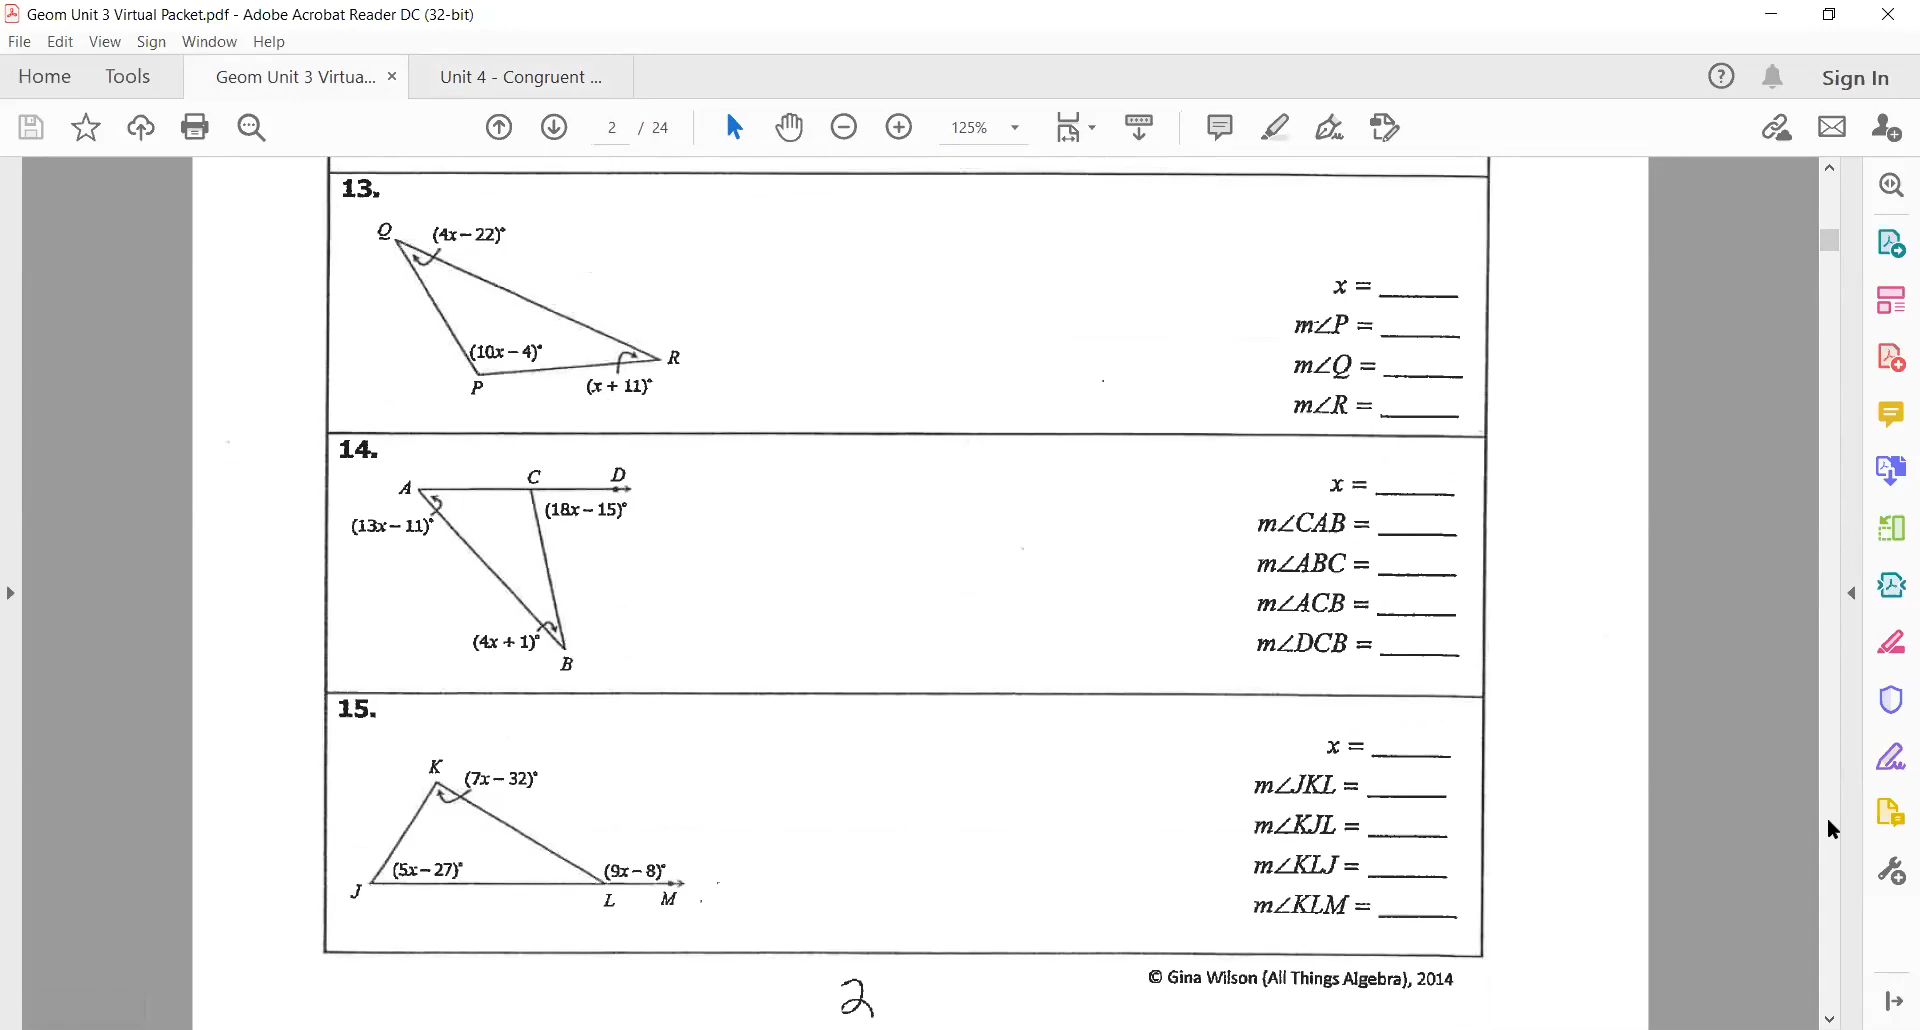 Geom Unit 3 Virtual Packet.pdf - Adobe Acrobat Reader DC (32-bit)
File Edit View Sign Window Help
Home Tools Geom Unit 3 Virtua... × Unit 4 - Congruent ... Sign In
2 / 24 125%
13.
Q (4x – 22)°
(10x – 4)°
R
P
(x + 11)°
x = ______
m∠P = ______
m∠Q = ______
m∠R = ______
14.
A C D
(13x – 11)° (18x – 15)°
(4x + 1)°
B
x = ______
m∠CAB = ______
m∠ABC = ______
m∠ACB = ______
m∠DCB = ______
15.
K (7x – 32)°
(5x – 27)° (9x – 8)°
J L M
x = ______
m∠JKL = ______
m∠KJL = ______
m∠KLJ = ______
m∠KLM = ______
© Gina Wilson (All Things Algebra), 2014
2